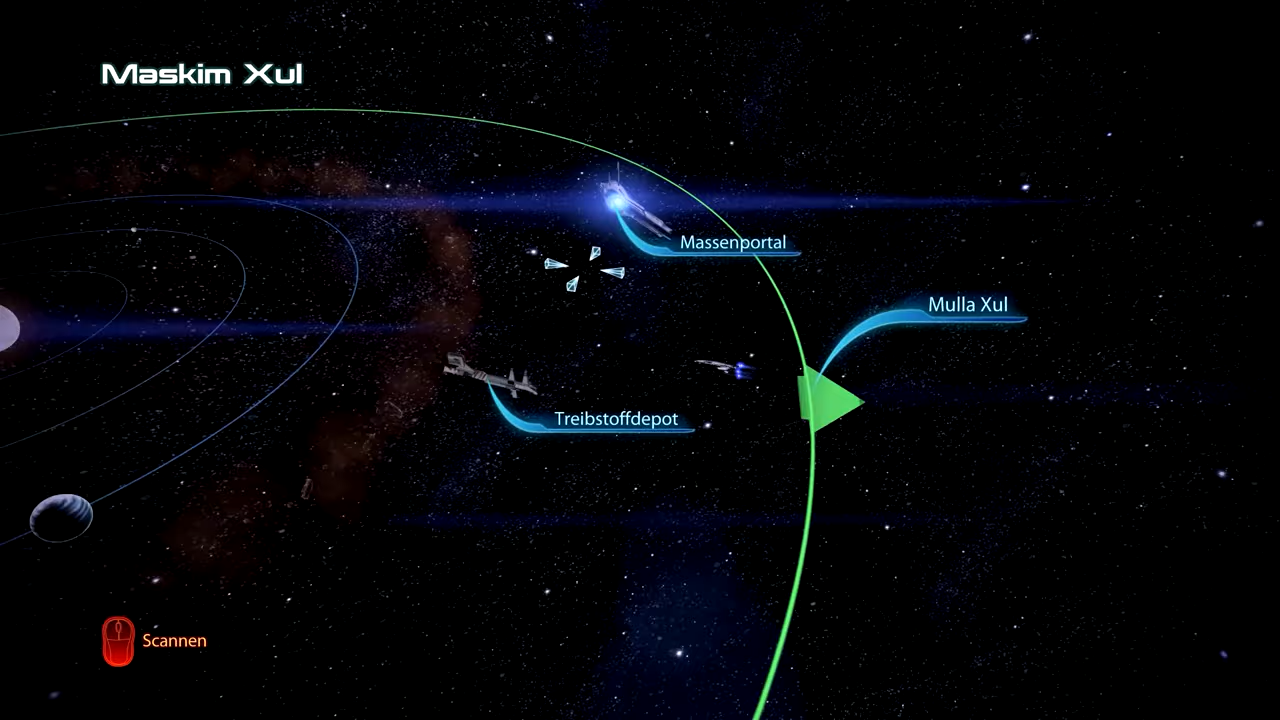 Maskim Xul
Massenportal
Mulla Xul
Treibstoffdepot
Scannen